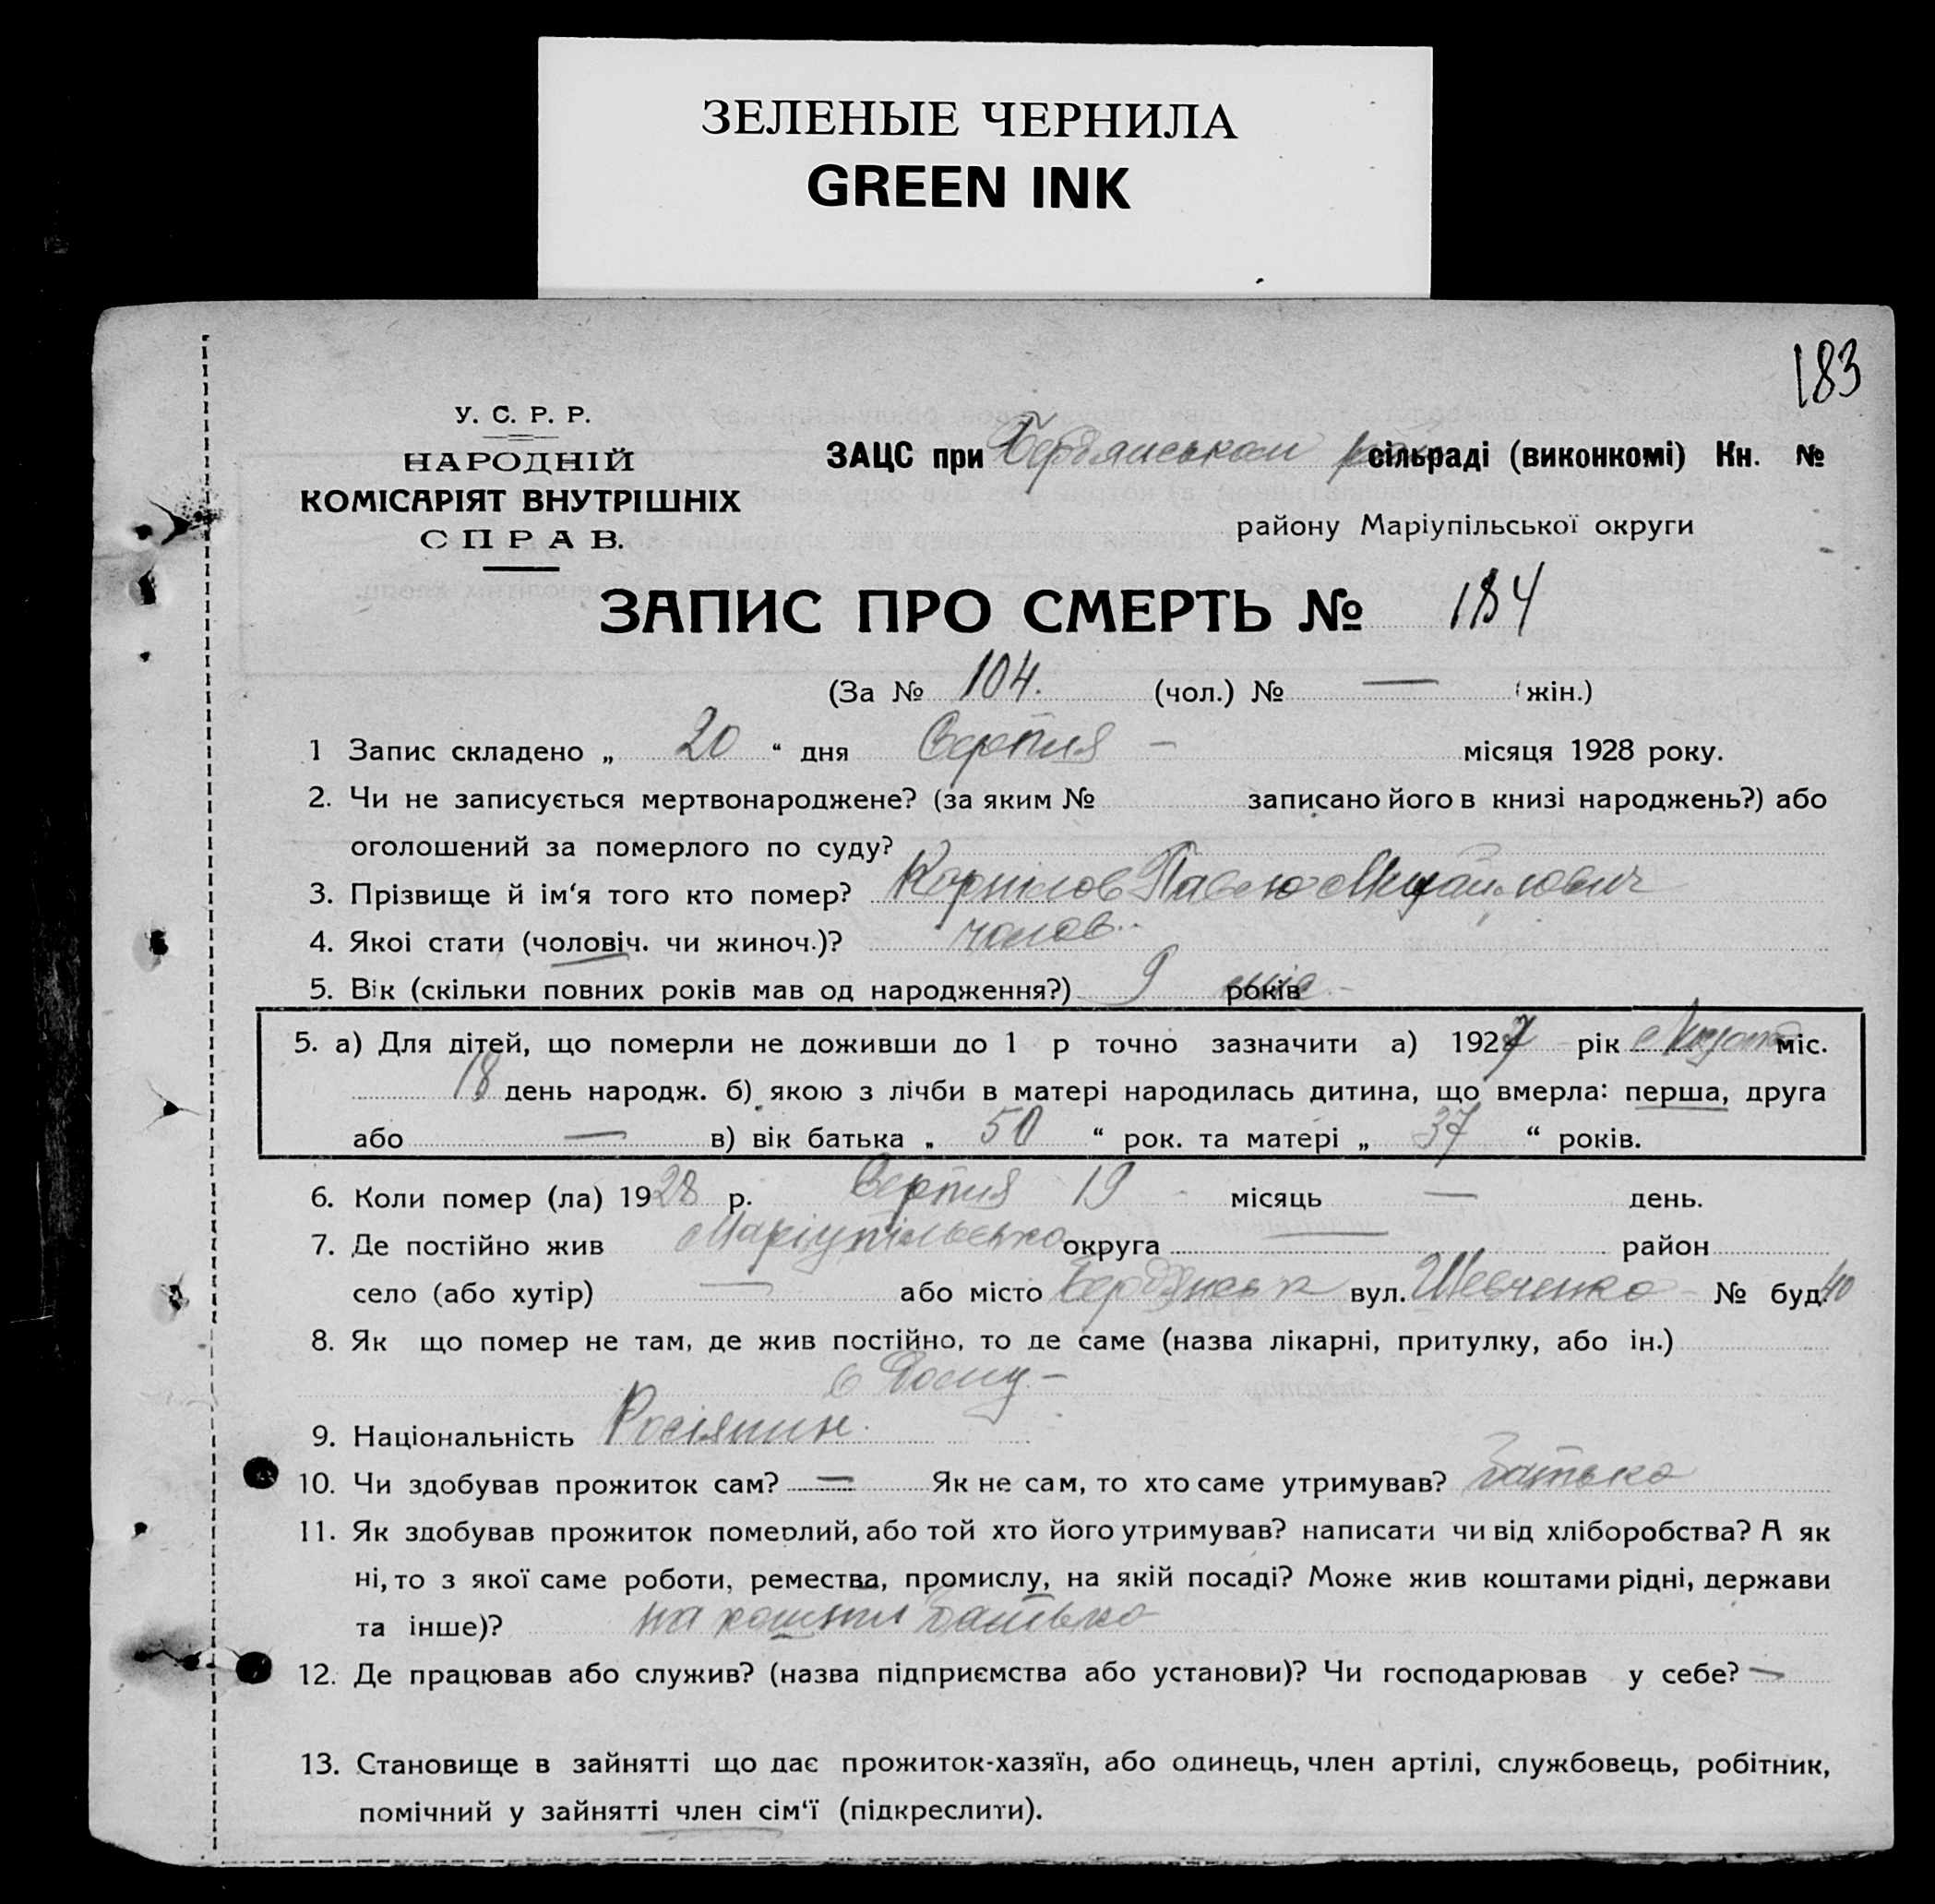 ЗЕЛЕНЫЕ ЧЕРНИЛА
GREEN INK
183
У. С. Р. Р.
НАРОДНІЙ
КОМІСАРІЯТ ВНУТРІШНІХ
СПРАВ.
ЗАЦС при Бердянськом рай сільраді (виконкомі) Кн. №
району Маріупільської округи
ЗАПИС ПРО СМЕРТЬ № 184
(За № 104. (чол.) № — (жін.)
1 Запис складено „ 20 “ дня Серпня — місяця 1928 року.
2. Чи не записується мертвонароджене? (за яким № записано його в книзі народжень?) або
оголошений за померлого по суду?
3. Прізвище й ім‘я того хто помер? Корнілов Павло Михайлович
4. Якоі стати (чоловіч. чи жиноч.)? чолов.
5. Вік (скільки повних років мав од народження?) 9 років
5. а) Для дітей, що померли не доживши до 1 р точно зазначити а) 1927 рік міс.
18 день народж. б) якою з лічби в матері народилась дитина, що вмерла: перша, друга
або — в) вік батька „ 50 “ рок. та матері „ 37 “ років.
6. Коли помер (ла) 1928 р. Серпня 19 місяць — день.
7. Де постійно жив Маріупільсько округа — район
село (або хутір) — або місто Бердянськ вул. Шевченко № буд. 40
8. Як що помер не там, де жив постійно, то де саме (назва лікарні, притулку, або ін.)
в дому —
9. Національність Росіянин.
10. Чи здобував прожиток сам? — Як не сам, то хто саме утримував? батько
11. Як здобував прожиток померлий, або той хто його утримував? написати чи від хліборобства? А як
ні, то з якої саме роботи, ремества, промислу, на якій посаді? Може жив коштами рідні, держави
та інше)? на кошти батько
12. Де працював або служив? (назва підприємства або установи)? Чи господарював у себе? —
13. Становище в зайнятті що дає прожиток-хазяїн, або одинець, член артілі, службовець, робітник,
помічний у зайнятті член сім‘ї (підкреслити).